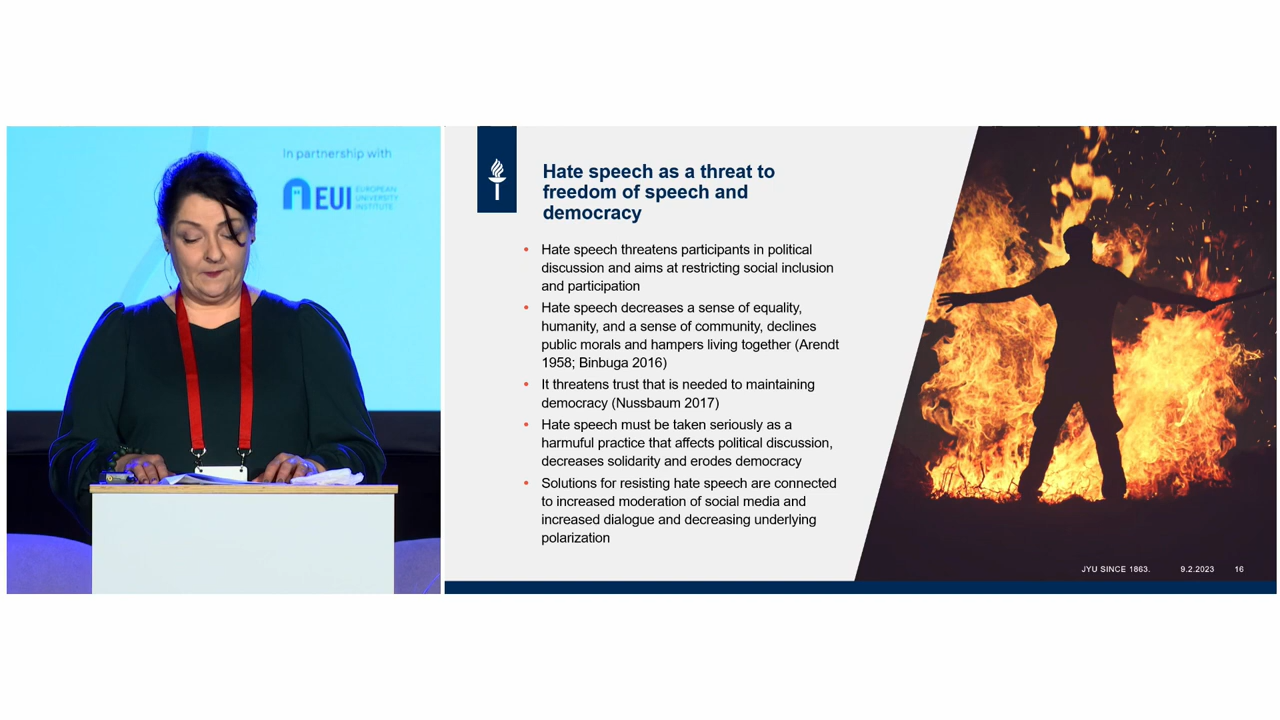 In partnership with
EUI
EUROPEAN
UNIVERSITY
INSTITUTE
Hate speech as a threat to
freedom of speech and
democracy
• Hate speech threatens participants in political
discussion and aims at restricting social inclusion
and participation
• Hate speech decreases a sense of equality,
humanity, and a sense of community, declines
public morals and hampers living together (Arendt
1958; Binbuga 2016)
• It threatens trust that is needed to maintaining
democracy (Nussbaum 2017)
• Hate speech must be taken seriously as a
harmuful practice that affects political discussion,
decreases solidarity and erodes democracy
• Solutions for resisting hate speech are connected
to increased moderation of social media and
increased dialogue and decreasing underlying
polarization
JYU SINCE 1863. 9.2.2023 16